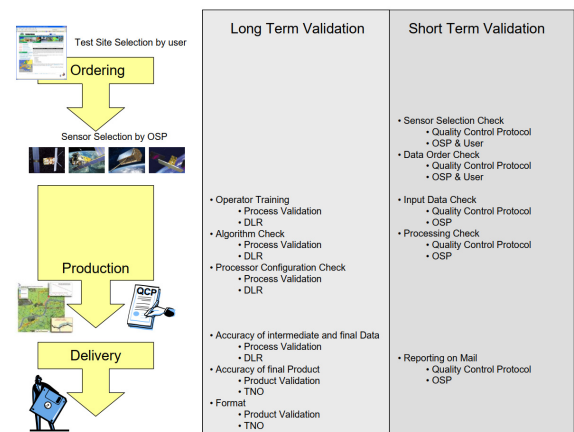 Test Site Selection by user
Ordering
Sensor Selection by OSP
Production
QCP
Delivery
Long Term Validation
• Operator Training
• Process Validation
• DLR
• Algorithm Check
• Process Validation
• DLR
• Processor Configuration Check
• Process Validation
• DLR
• Accuracy of intermediate and final Data
• Process Validation
• DLR
• Accuracy of final Product
• Product Validation
• TNO
• Format
• Product Validation
• TNO
Short Term Validation
• Sensor Selection Check
• Quality Control Protocol
• OSP & User
• Data Order Check
• Quality Control Protocol
• OSP & User
• Input Data Check
• Quality Control Protocol
• OSP
• Processing Check
• Quality Control Protocol
• OSP
• Reporting on Mail
• Quality Control Protocol
• OSP